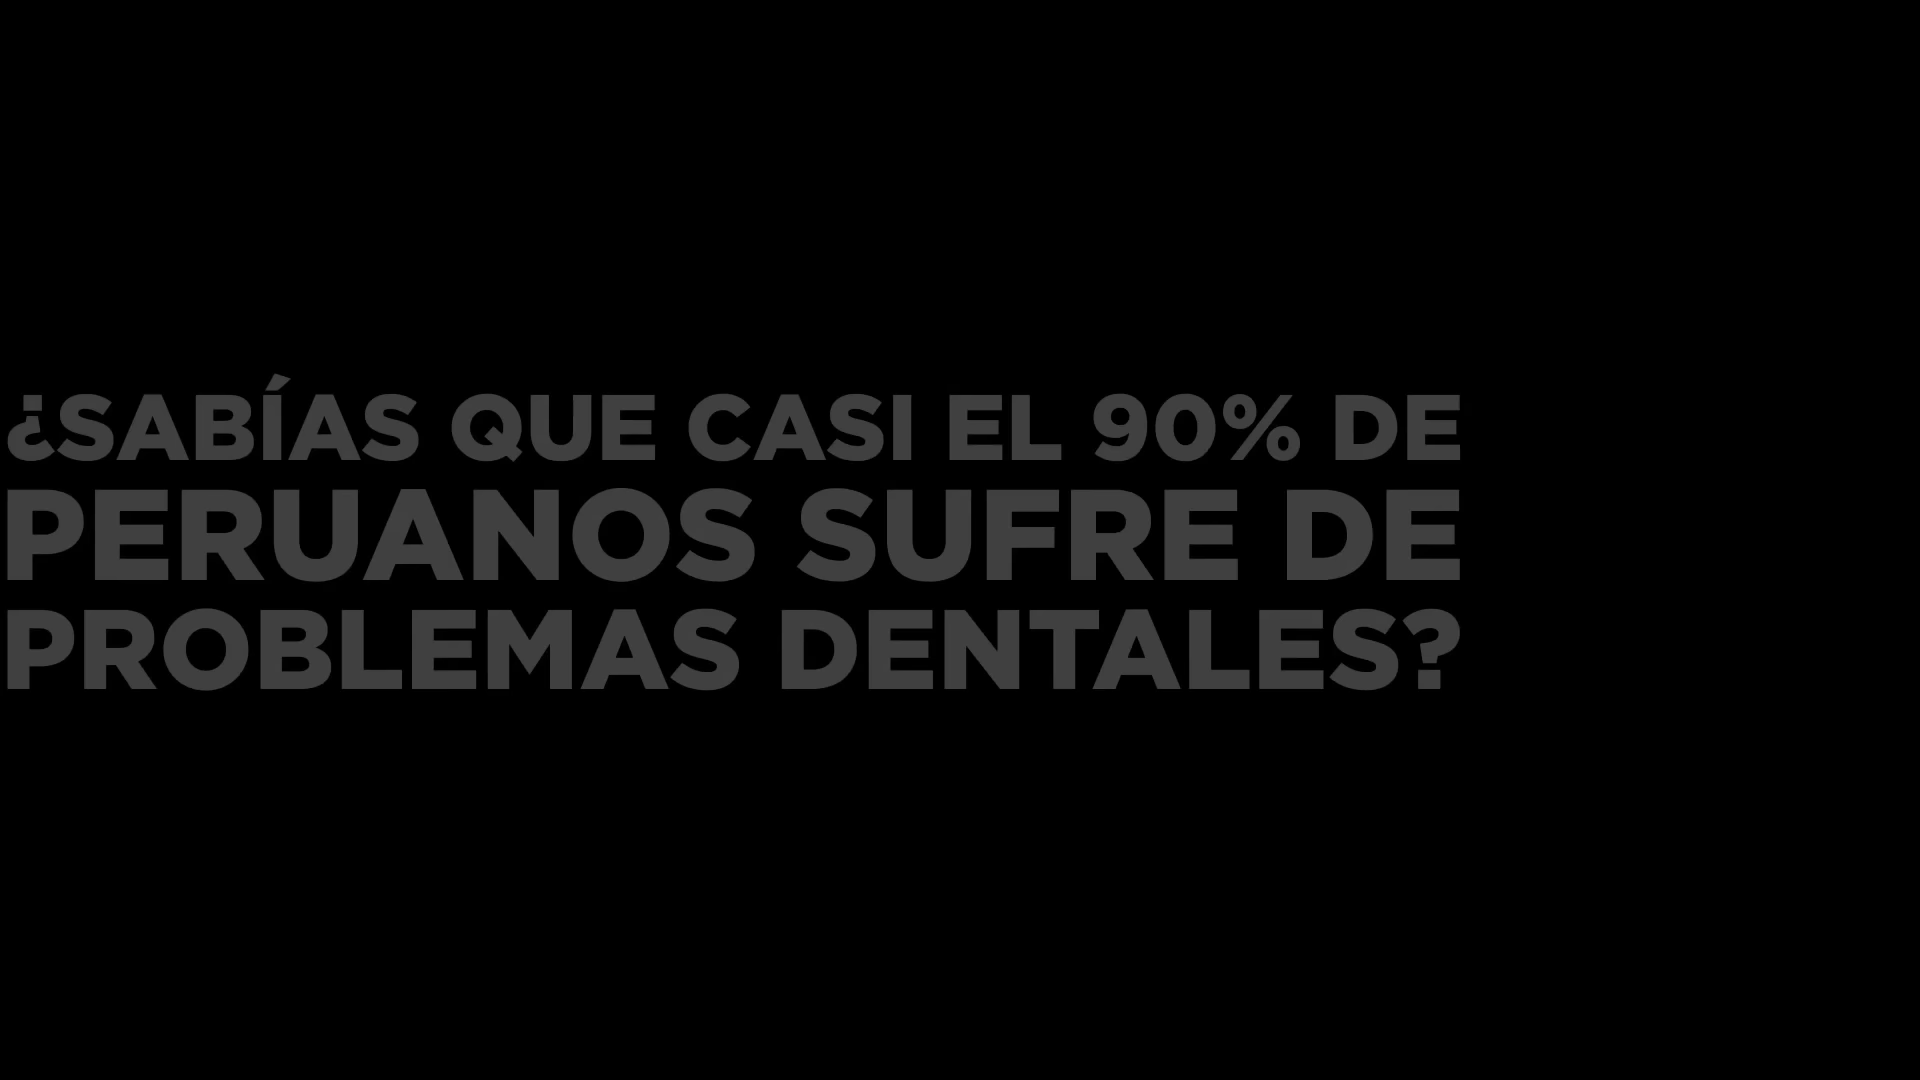 ¿SABÍAS QUE CASI EL 90% DE
PERUANOS SUFRE DE
PROBLEMAS DENTALES?